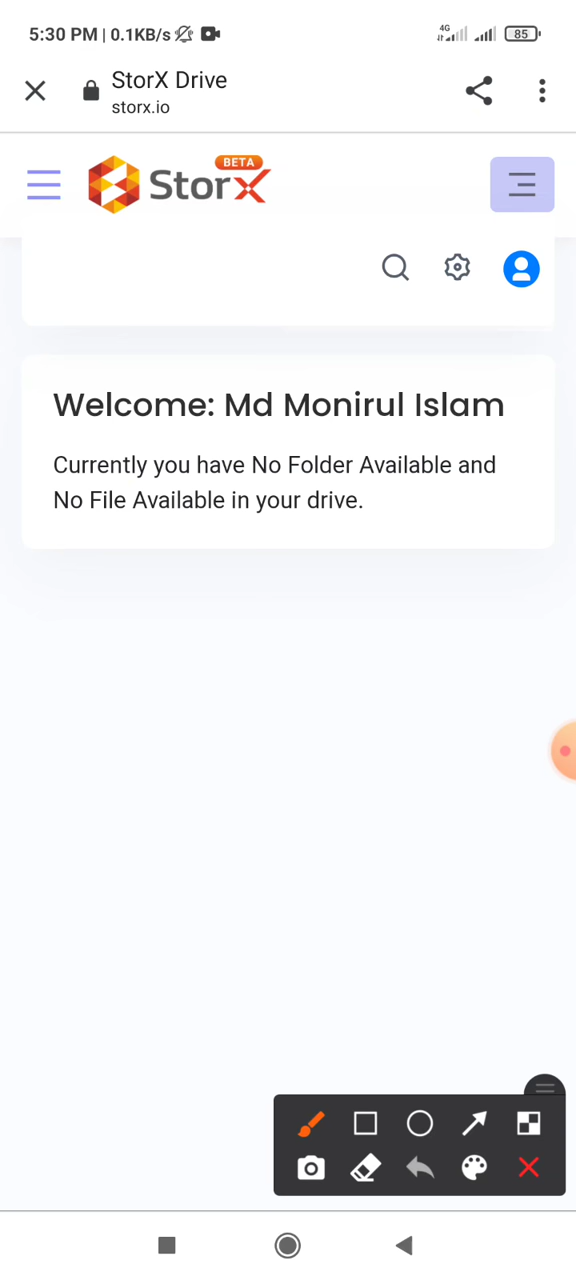 5:30 PM | 0.1KB/s
4G
85
StorX Drive
storx.io
BETA
StorX
Welcome: Md Monirul Islam
Currently you have No Folder Available and
No File Available in your drive.